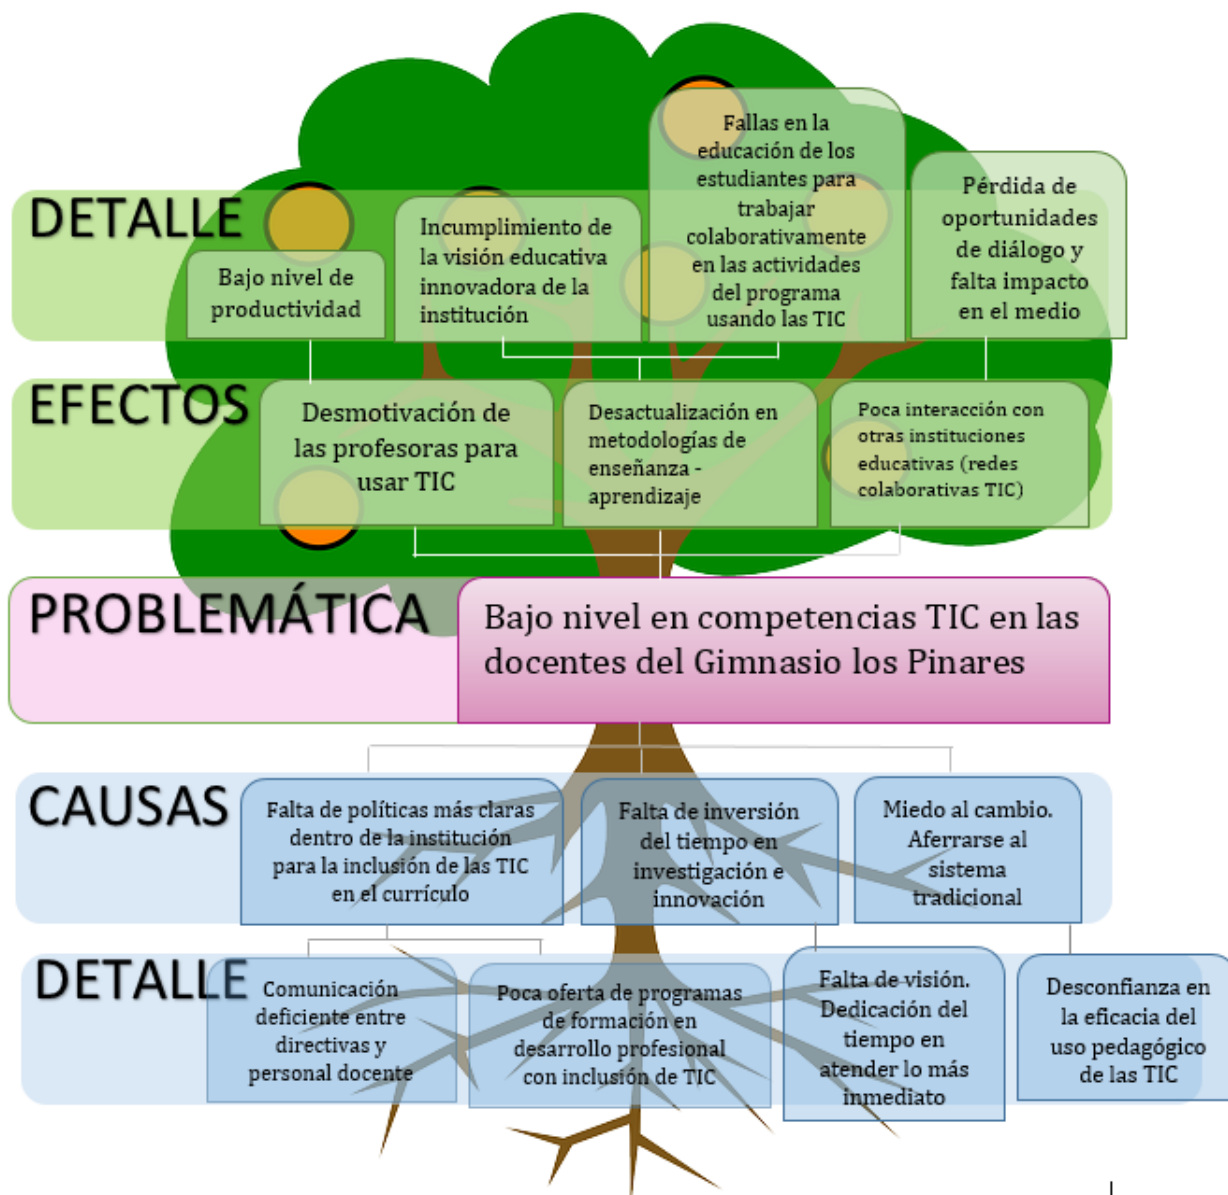 DETALLE
Bajo nivel de
productividad
Incumplimiento de
la visión educativa
innovadora de la
institución
Fallas en la
educación de los
estudiantes para
trabajar
colaborativamente
en las actividades
del programa
usando las TIC
Pérdida de
oportunidades
de diálogo y
falta impacto
en el medio
EFECTOS
Desmotivación de
las profesoras para
usar TIC
Desactualización en
metodologías de
enseñanza -
aprendizaje
Poca interacción con
otras instituciones
educativas (redes
colaborativas TIC)
PROBLEMÁTICA
Bajo nivel en competencias TIC en las
docentes del Gimnasio los Pinares
CAUSAS
Falta de políticas más claras
dentro de la institución
para la inclusión de las TIC
en el currículo
Falta de inversión
del tiempo en
investigación e
innovación
Miedo al cambio.
Aferrarse al
sistema
tradicional
DETALLE
Comunicación
deficiente entre
directivas y
personal docente
Poca oferta de programas
de formación en
desarrollo profesional
con inclusión de TIC
Falta de visión.
Dedicación del
tiempo en
atender lo más
inmediato
Desconfianza en
la eficacia del
uso pedagógico
de las TIC